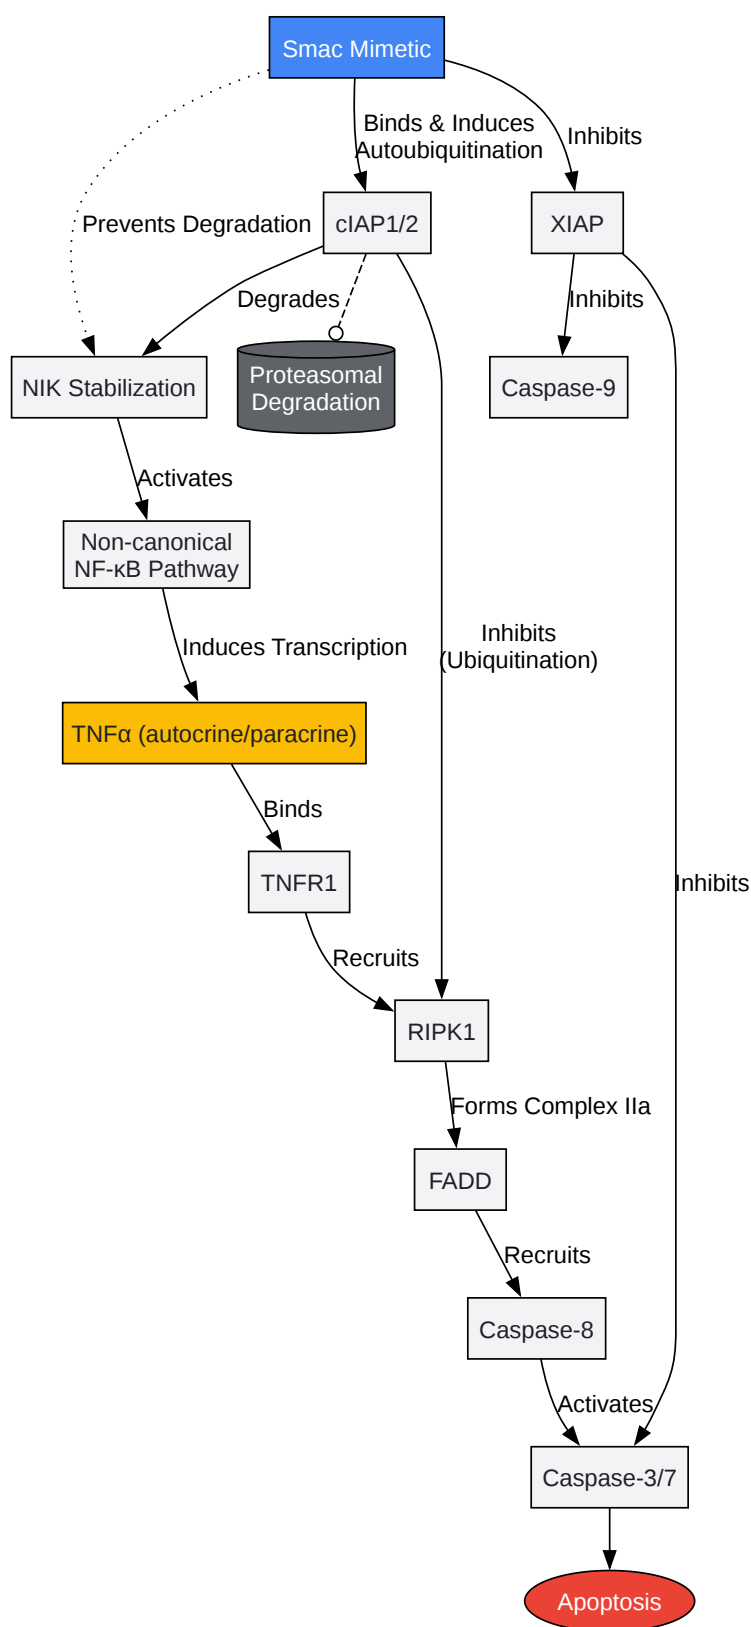 Smac Mimetic
Binds & Induces
Autoubiquitination
Inhibits
Prevents Degradation
cIAP1/2
XIAP
Degrades
Inhibits
NIK Stabilization
Proteasomal
Degradation
Caspase-9
Activates
Non-canonical
NF-κB Pathway
Induces Transcription
Inhibits
(Ubiquitination)
TNFα (autocrine/paracrine)
Binds
TNFR1
Inhibits
Recruits
RIPK1
Forms Complex IIa
FADD
Recruits
Caspase-8
Activates
Caspase-3/7
Apoptosis